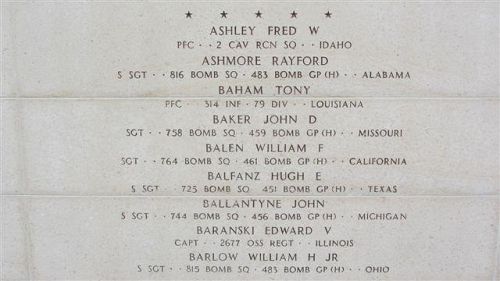 ★ ★ ★ ★ ★
ASHLEY FRED W
PFC · · 2 CAV RCN SQ · · IDAHO
ASHMORE RAYFORD
S SGT · · 816 BOMB SQ · 483 BOMB GP (H) · · ALABAMA
BAHAM TONY
PFC · · 314 INF · 79 DIV · · LOUISIANA
BAKER JOHN D
SGT · · 758 BOMB SQ · 459 BOMB GP (H) · · MISSOURI
BALEN WILLIAM F
SGT · · 764 BOMB SQ · 461 BOMB GP (H) · · CALIFORNIA
BALFANZ HUGH E
S SGT · · 725 BOMB SQ · 451 BOMB GP (H) · · TEXAS
BALLANTYNE JOHN
S SGT · · 744 BOMB SQ · 456 BOMB GP (H) · · MICHIGAN
BARANSKI EDWARD V
CAPT · · 2677 OSS REGT · · ILLINOIS
BARLOW WILLIAM H JR
S SGT · · 815 BOMB SQ · 483 BOMB GP (H) · · OHIO